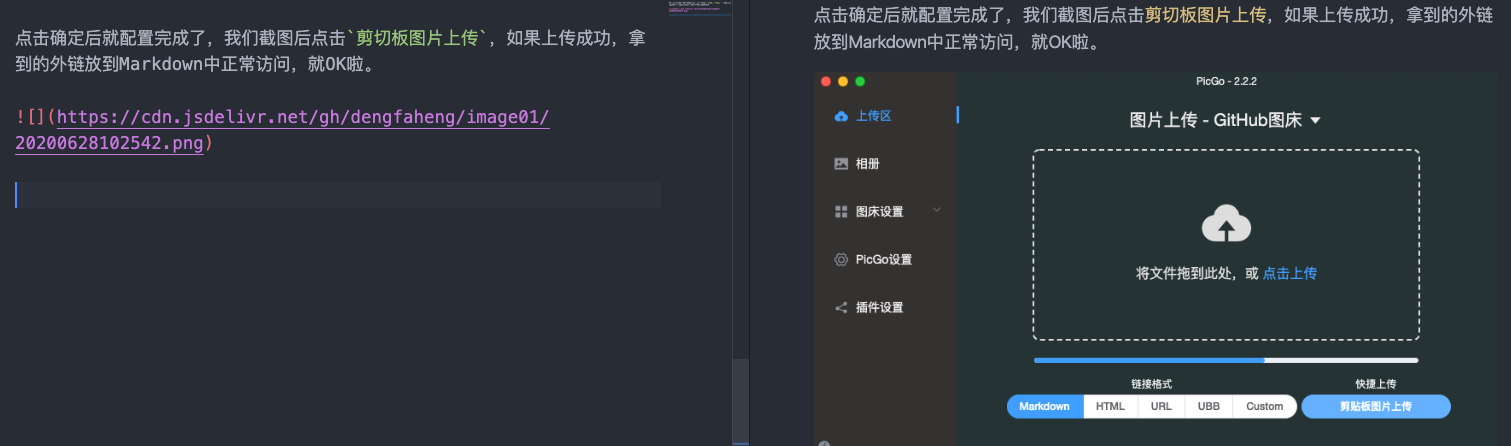 点击确定后就配置完成了，我们截图后点击`剪切板图片上传`，如果上传成功，拿
到的外链放到Markdown中正常访问，就OK啦。
![](https://cdn.jsdelivr.net/gh/dengfaheng/image01/
20200628102542.png)
点击确定后就配置完成了，我们截图后点击剪切板图片上传，如果上传成功，拿到的外链
放到Markdown中正常访问，就OK啦。
PicGo - 2.2.2
上传区
相册
图床设置
PicGo设置
插件设置
图片上传 - GitHub图床
将文件拖到此处，或 点击上传
链接格式
快捷上传
Markdown
HTML
URL
UBB
Custom
剪贴板图片上传